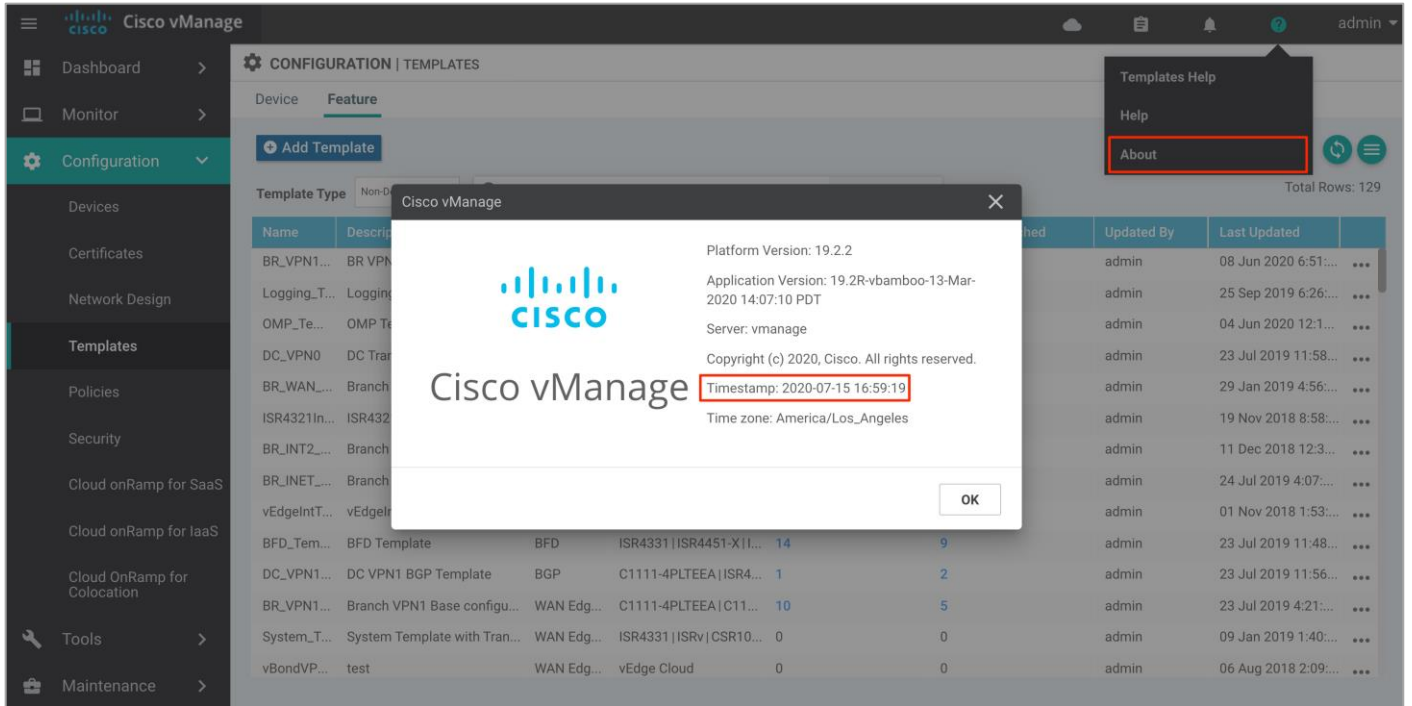 cisco Cisco vManage admin
Dashboard
Monitor
Configuration
Devices
Certificates
Network Design
Templates
Policies
Security
Cloud onRamp for SaaS
Cloud onRamp for IaaS
Cloud OnRamp for
Colocation
Tools
Maintenance
CONFIGURATION | TEMPLATES
Device Feature
Add Template
Template Type
Total Rows: 129
Templates Help
Help
About
Name Updated By Last Updated
BR_VPN1... admin 08 Jun 2020 6:51:...
Logging_T... admin 25 Sep 2019 6:26:...
OMP_Te... admin 04 Jun 2020 12:1...
DC_VPN0 admin 23 Jul 2019 11:58...
BR_WAN_... Branch admin 29 Jan 2019 4:56:...
ISR4321In... admin 19 Nov 2018 8:58:...
BR_INT2_... Branch admin 11 Dec 2018 12:3...
BR_INET_... Branch admin 24 Jul 2019 4:07:...
vEdgeIntT... admin 01 Nov 2018 1:53:...
BFD_Tem... BFD Template BFD ISR4331|ISR4451-X|I... 14 9 admin 23 Jul 2019 11:48...
DC_VPN1... DC VPN1 BGP Template BGP C1111-4PLTEEA|ISR4... 1 2 admin 23 Jul 2019 11:56...
BR_VPN1... Branch VPN1 Base configu... WAN Edg... C1111-4PLTEEA|C11... 10 5 admin 23 Jul 2019 4:21:...
System_T... System Template with Tran... WAN Edg... ISR4331|ISRv|CSR10... 0 0 admin 09 Jan 2019 1:40:...
vBondVP... test WAN Edg... vEdge Cloud 0 0 admin 06 Aug 2018 2:09:...
Cisco vManage
cisco
Cisco vManage
Platform Version: 19.2.2
Application Version: 19.2R-vbamboo-13-Mar-
2020 14:07:10 PDT
Server: vmanage
Copyright (c) 2020, Cisco. All rights reserved.
Timestamp: 2020-07-15 16:59:19
Time zone: America/Los_Angeles
OK